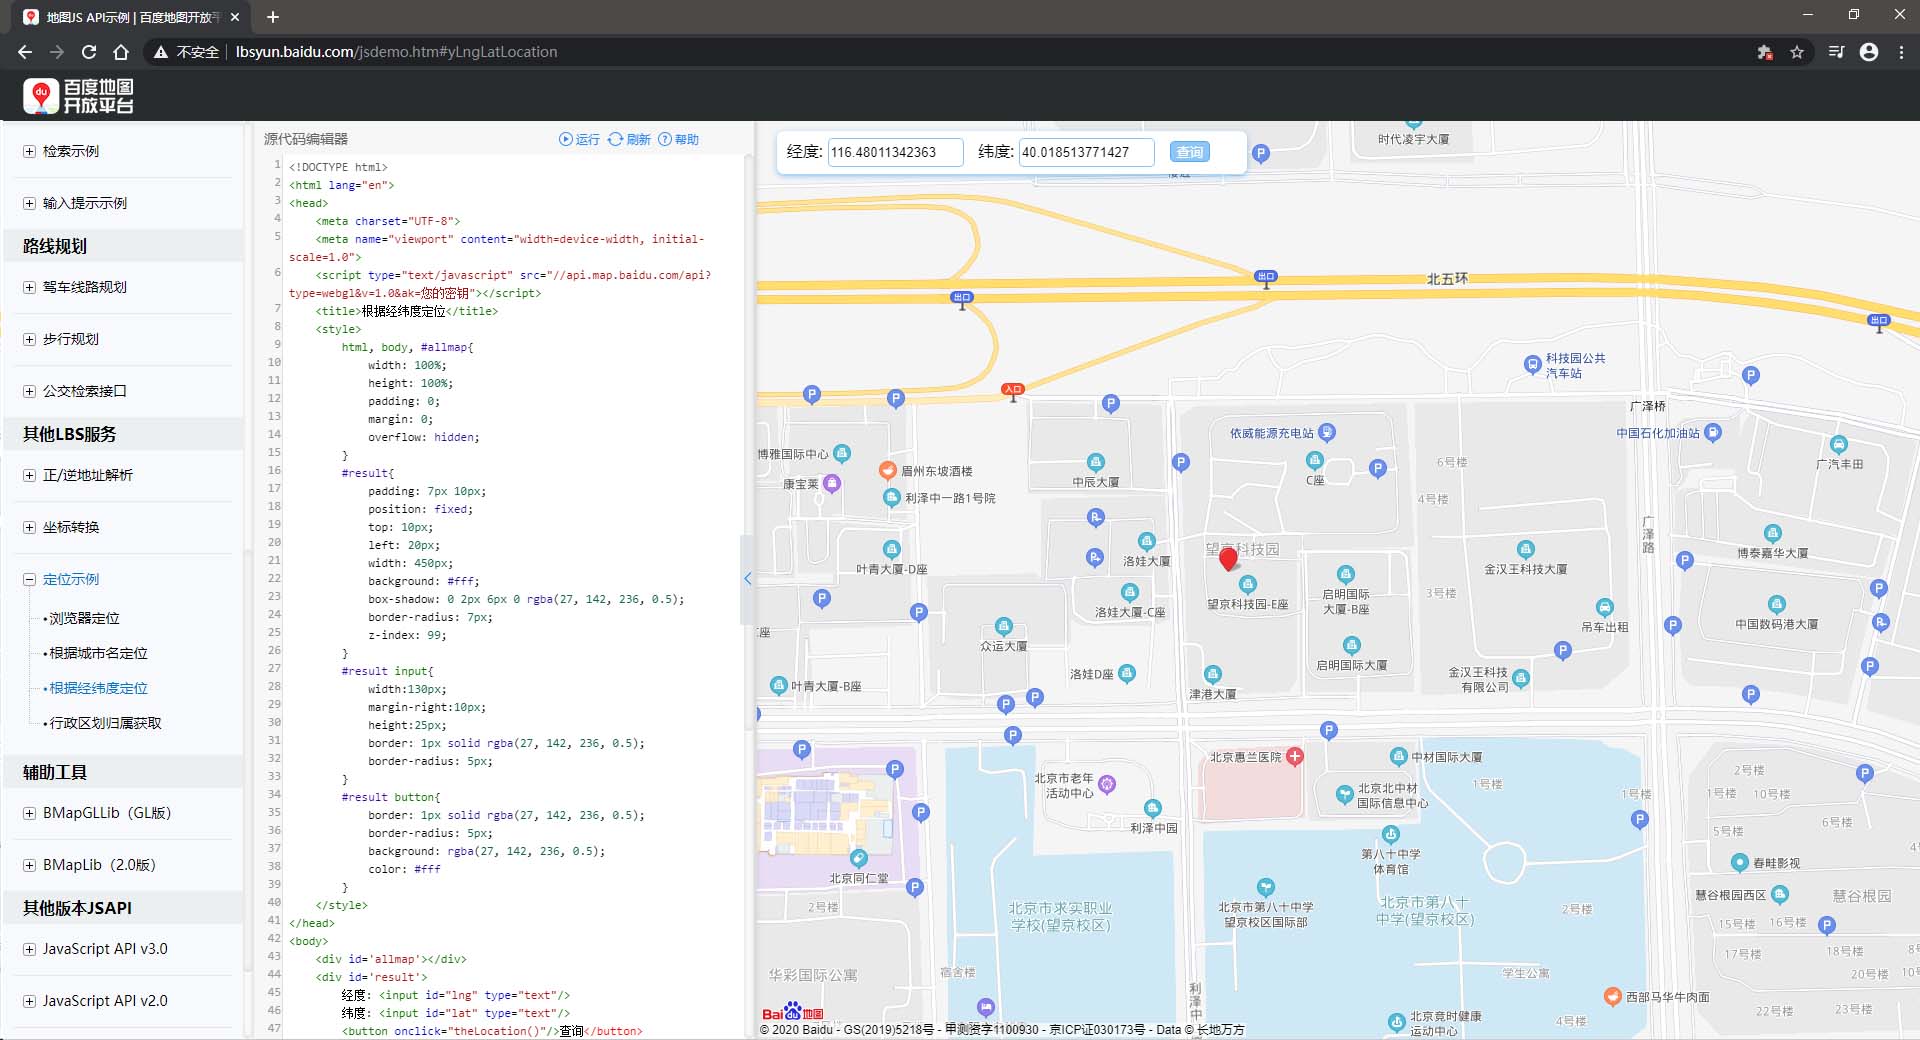 地图JS API示例 | 百度地图开放平
不安全
lbsyun.baidu.com/jsdemo.htm#yLngLatLocation
du
百度地图
开放平台
检索示例
输入提示示例
路线规划
驾车线路规划
步行规划
公交检索接口
其他LBS服务
正/逆地址解析
坐标转换
定位示例
•浏览器定位
•根据城市名定位
•根据经纬度定位
•行政区划归属获取
辅助工具
BMapGLLib（GL版）
BMapLib（2.0版）
其他版本JSAPI
JavaScript API v3.0
JavaScript API v2.0
源代码编辑器
运行 刷新 帮助
1 <!DOCTYPE html>
2 <html lang="en">
3 <head>
4 <meta charset="UTF-8">
5 <meta name="viewport" content="width=device-width, initial-
scale=1.0">
6 <script type="text/javascript" src="//api.map.baidu.com/api?
type=webgl&v=1.0&ak=您的密钥"></script>
7 <title>根据经纬度定位</title>
8 <style>
9 html, body, #allmap{
10 width: 100%;
11 height: 100%;
12 padding: 0;
13 margin: 0;
14 overflow: hidden;
15 }
16 #result{
17 padding: 7px 10px;
18 position: fixed;
19 top: 10px;
20 left: 20px;
21 width: 450px;
22 background: #fff;
23 box-shadow: 0 2px 6px 0 rgba(27, 142, 236, 0.5);
24 border-radius: 7px;
25 z-index: 99;
26 }
27 #result input{
28 width:130px;
29 margin-right:10px;
30 height:25px;
31 border: 1px solid rgba(27, 142, 236, 0.5);
32 border-radius: 5px;
33 }
34 #result button{
35 border: 1px solid rgba(27, 142, 236, 0.5);
36 border-radius: 5px;
37 background: rgba(27, 142, 236, 0.5);
38 color: #fff
39 }
40 </style>
41 </head>
42 <body>
43 <div id='allmap'></div>
44 <div id='result'>
45 经度: <input id="lng" type="text"/>
46 纬度: <input id="lat" type="text"/>
47 <button onclick="theLocation()"/>查询</button>
经度: 116.48011342363 纬度: 40.018513771427 查询
时代凌宇大厦
P
出口
北五环
出口
出口
科技园公共
汽车站
入口
P
P
P
P
广泽桥
依威能源充电站
中国石化加油站
博雅国际中心
眉州东坡酒楼
康宝莱
利泽中一路1号院
中辰大厦
P
C座
P
6号楼
4号楼
广汽丰田
广泽路
洛娃大厦
望京科技园
叶青大厦-D座
金汉王科技大厦
博泰嘉华大厦
P
望京科技园-E座
启明国际
大厦-B座
3号楼
P
P
洛娃大厦-C座
吊车出租
中国数码港大厦
P
座
众运大厦
启明国际大厦
P
P
洛娃D座
叶青大厦-B座
津港大厦
金汉王科技
有限公司
P
P
P
P
P
P
P
北京惠兰医院
中材国际大厦
北京市老年
活动中心
1号楼
北京北中材
国际信息中心
1号楼
2号楼
1号楼
10号楼
P
P
P
利泽中园
P
5号楼
6号楼
第八十中学
体育馆
北京同仁堂
P
春畦影视
2号楼
北京市求实职业
学校(望京校区)
北京市第八十中学
望京校区国际部
北京市第八十
中学(望京校区)
2号楼
慧谷根园西区
慧谷根园
15号楼
16号楼
P
17号楼
18号楼
华彩国际公寓
宿舍楼
学生公寓
20号楼
西部马华牛肉面
利泽中
22号楼
23号楼
北京竟时健康
运动中心
4号楼
Bai du 地图
© 2020 Baidu - GS(2019)5218号 - 甲测资字1100930 - 京ICP证030173号 - Data © 长地万方